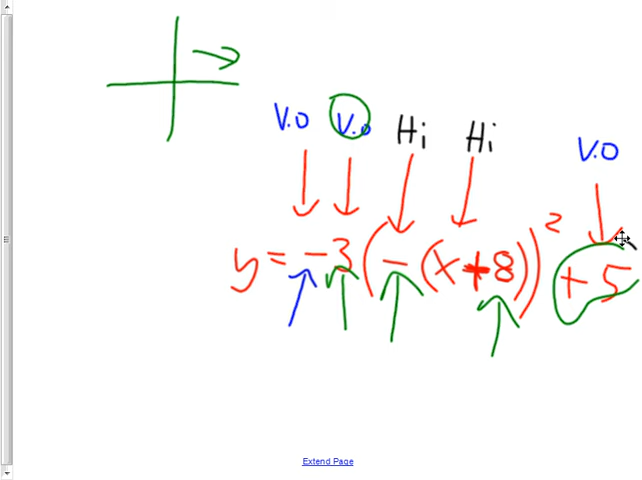 V.O V.O Hi Hi V.O
y = -3(-(x+8))² + 5
Extend Page